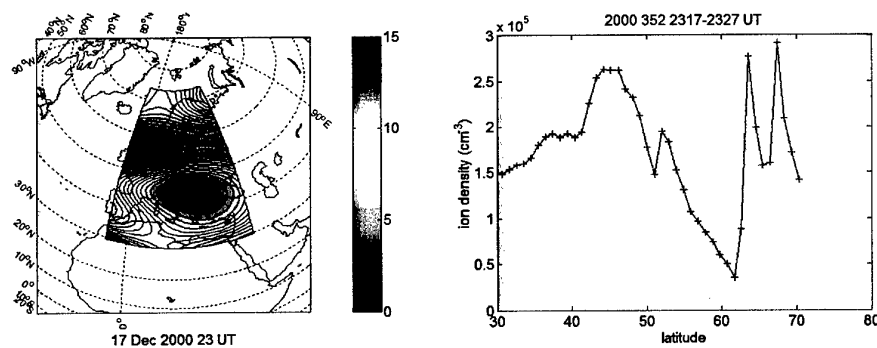 40°N
50°N
60°N
70°N
80°N
180°N
90°W
90°E
30°N
20°N
10°N
0°N
10°S
20°S
0°
15
10
5
0
17 Dec 2000 23 UT
2000 352 2317-2327 UT
x 10⁵
3
2.5
2
1.5
1
0.5
0
ion density (cm⁻³)
30 40 50 60 70 80
latitude